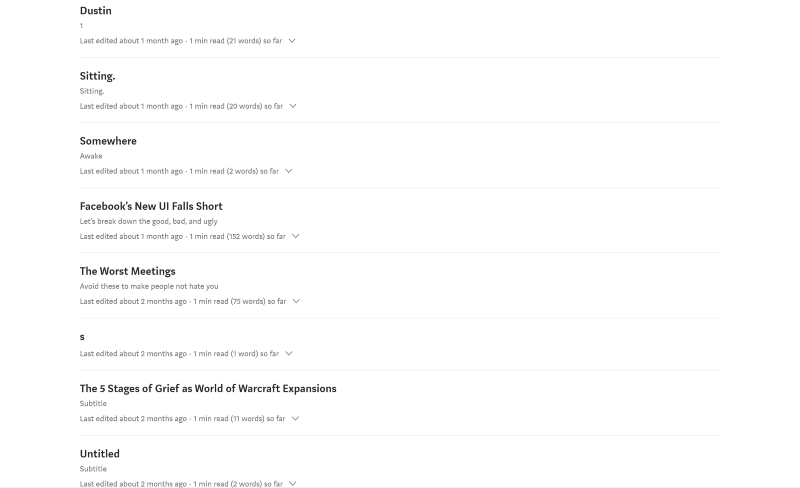 Dustin
1
Last edited about 1 month ago · 1 min read (21 words) so far
Sitting.
Sitting.
Last edited about 1 month ago · 1 min read (20 words) so far
Somewhere
Awake
Last edited about 1 month ago · 1 min read (2 words) so far
Facebook's New UI Falls Short
Let's break down the good, bad, and ugly
Last edited about 1 month ago · 1 min read (152 words) so far
The Worst Meetings
Avoid these to make people not hate you
Last edited about 2 months ago · 1 min read (75 words) so far
s
Last edited about 2 months ago · 1 min read (1 word) so far
The 5 Stages of Grief as World of Warcraft Expansions
Subtitle
Last edited about 2 months ago · 1 min read (11 words) so far
Untitled
Subtitle
Last edited about 2 months ago · 1 min read (2 words) so far